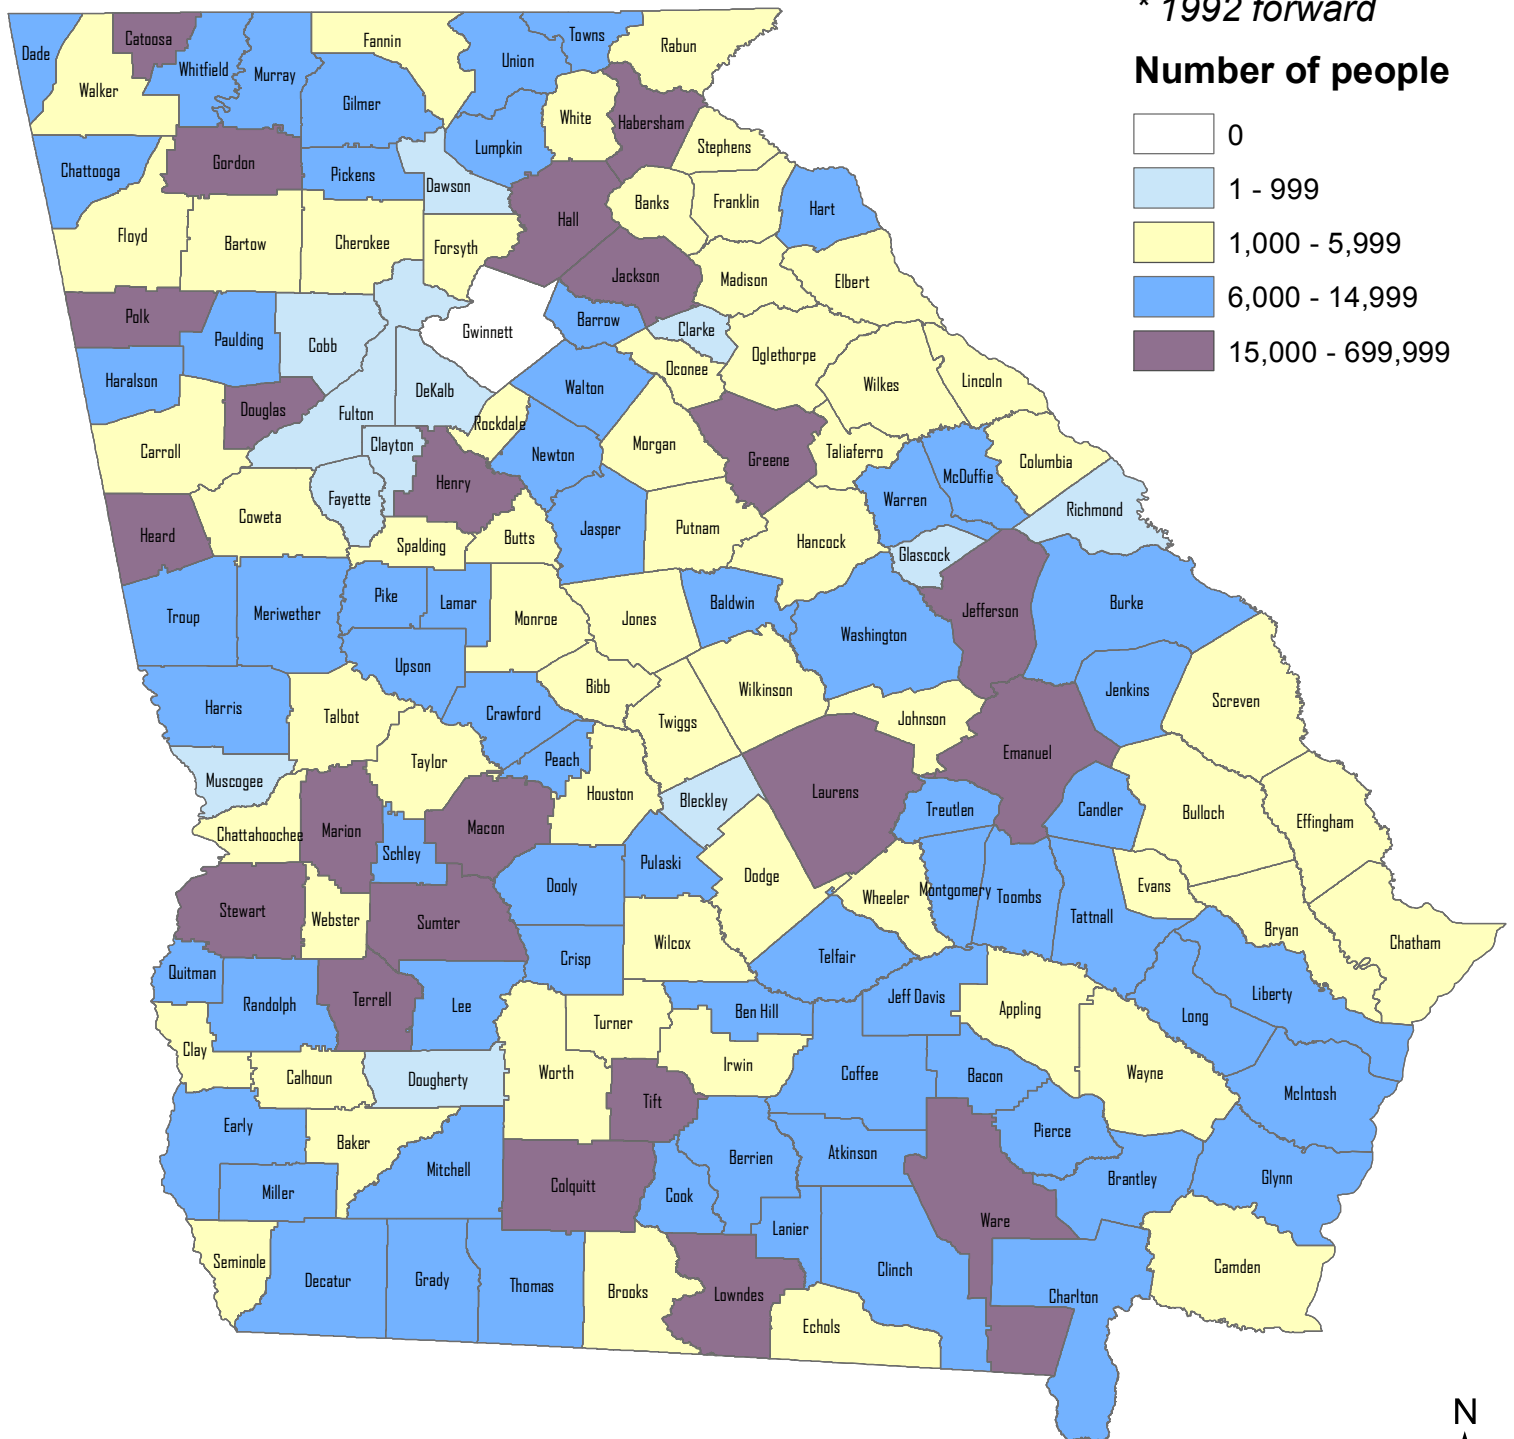 * 1992 forward
Number of people
0
1 - 999
1,000 - 5,999
6,000 - 14,999
15,000 - 699,999
Dade
Catoosa
Whitfield
Murray
Fannin
Union
Towns
Rabun
Walker
Gilmer
White
Habersham
Stephens
Chattooga
Gordon
Pickens
Lumpkin
Dawson
Hall
Banks
Franklin
Hart
Floyd
Bartow
Cherokee
Forsyth
Jackson
Madison
Elbert
Polk
Paulding
Cobb
Gwinnett
Barrow
Clarke
Oconee
Oglethorpe
Wilkes
Lincoln
Haralson
Douglas
Fulton
DeKalb
Walton
Rockdale
Carroll
Clayton
Henry
Newton
Morgan
Greene
Taliaferro
McDuffie
Columbia
Heard
Coweta
Fayette
Spalding
Butts
Jasper
Putnam
Hancock
Warren
Glascock
Richmond
Troup
Meriwether
Pike
Lamar
Monroe
Jones
Baldwin
Washington
Jefferson
Burke
Upson
Harris
Talbot
Crawford
Bibb
Twiggs
Wilkinson
Johnson
Emanuel
Jenkins
Screven
Muscogee
Taylor
Peach
Houston
Bleckley
Laurens
Treutlen
Candler
Bulloch
Effingham
Chattahoochee
Marion
Schley
Macon
Dooly
Pulaski
Dodge
Wheeler
Montgomery
Toombs
Tattnall
Evans
Stewart
Webster
Sumter
Crisp
Wilcox
Telfair
Bryan
Chatham
Quitman
Randolph
Terrell
Lee
Turner
Ben Hill
Jeff Davis
Appling
Long
Liberty
Clay
Calhoun
Dougherty
Worth
Irwin
Coffee
Bacon
Wayne
McIntosh
Early
Baker
Mitchell
Tift
Berrien
Atkinson
Pierce
Brantley
Glynn
Miller
Colquitt
Cook
Lanier
Ware
Seminole
Decatur
Grady
Thomas
Brooks
Lowndes
Clinch
Echols
Charlton
Camden
N